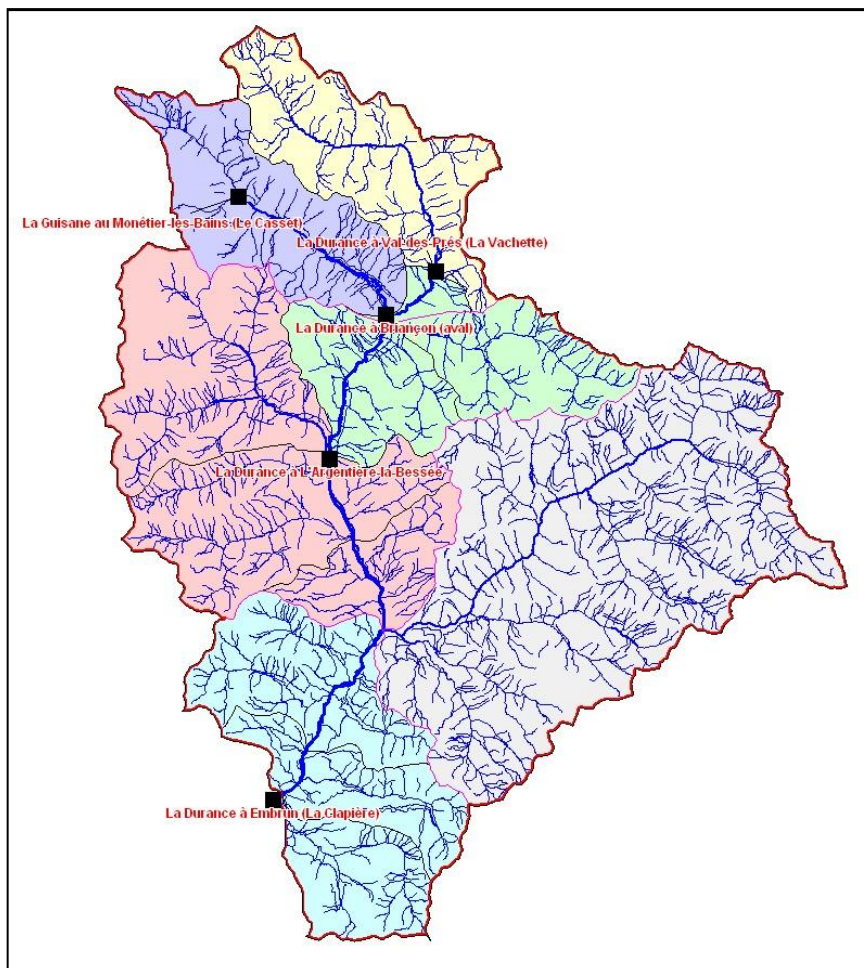 La Guisane au Monêtier-les-Bains (Le Casset)
La Durance à Val-des-Prés (La Vachette)
La Durance à Briançon (aval)
La Durance à L'Argentière-la-Bessée
La Durance à Embrun (La Clapière)